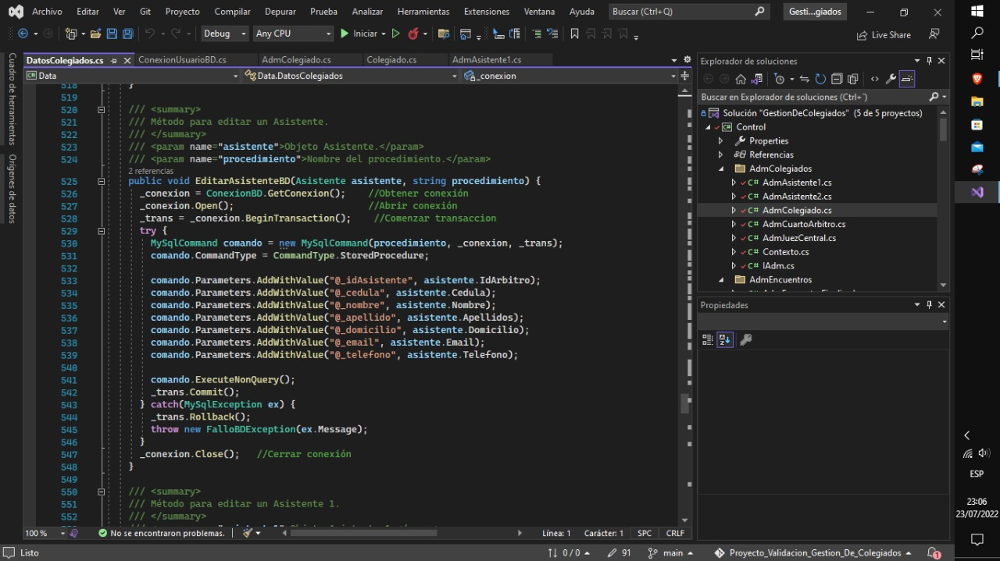 Archivo Editar Ver Git Proyecto Compilar Depurar Prueba Analizar Herramientas Extensiones Ventana Ayuda Buscar (Ctrl+Q) Gesti...giados
Debug Any CPU Iniciar Live Share
Cuadro de herramientas
Orígenes de datos
DatosColegiados.cs ConexionUsuarioBD.cs AdmColegiado.cs Colegiado.cs AdmAsistente1.cs
Data Data.DatosColegiados _conexion
518 }
519
520 /// <summary>
521 /// Método para editar un Asistente.
522 /// </summary>
523 /// <param name="asistente">Objeto Asistente.</param>
524 /// <param name="procedimiento">Nombre del procedimiento.</param>
2 referencias
525 public void EditarAsistenteBD(Asistente asistente, string procedimiento) {
526 _conexion = ConexionBD.GetConexion(); //Obtener conexión
527 _conexion.Open(); //Abrir conexión
528 _trans = _conexion.BeginTransaction(); //Comenzar transaccion
529 try {
530 MySqlCommand comando = new MySqlCommand(procedimiento, _conexion, _trans);
531 comando.CommandType = CommandType.StoredProcedure;
532
533 comando.Parameters.AddWithValue("@_idAsistente", asistente.IdArbitro);
534 comando.Parameters.AddWithValue("@_cedula", asistente.Cedula);
535 comando.Parameters.AddWithValue("@_nombre", asistente.Nombre);
536 comando.Parameters.AddWithValue("@_apellido", asistente.Apellidos);
537 comando.Parameters.AddWithValue("@_domicilio", asistente.Domicilio);
538 comando.Parameters.AddWithValue("@_email", asistente.Email);
539 comando.Parameters.AddWithValue("@_telefono", asistente.Telefono);
540
541 comando.ExecuteNonQuery();
542 _trans.Commit();
543 } catch(MySqlException ex) {
544 _trans.Rollback();
545 throw new FalloBDException(ex.Message);
546 }
547 _conexion.Close(); //Cerrar conexión
548 }
549
550 /// <summary>
551 /// Método para editar un Asistente 1.
552 /// </summary>
100 % No se encontraron problemas. Línea: 1 Carácter: 1 SPC CRLF
Explorador de soluciones
Buscar en Explorador de soluciones (Ctrl+`)
Solución "GestionDeColegiados" (5 de 5 proyectos)
Control
Properties
Referencias
AdmColegiados
C# AdmAsistente1.cs
C# AdmAsistente2.cs
C# AdmColegiado.cs
C# AdmCuartoArbitro.cs
C# AdmJuezCentral.cs
C# Contexto.cs
C# IAdm.cs
AdmEncuentros
Propiedades
Listo 0 / 0 91 main Proyecto_Validacion_Gestion_De_Colegiados 1
ESP
23:06
23/07/2022